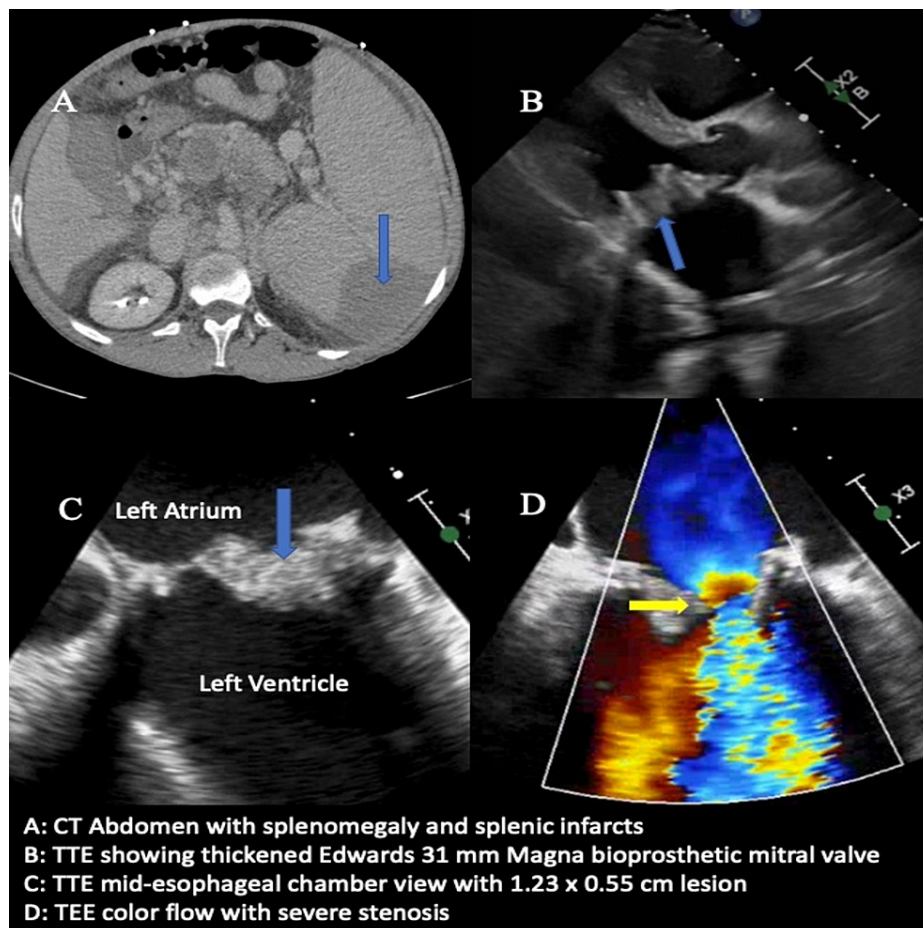 A
B
P
X2
B
C
Left Atrium
Left Ventricle
D
X3
A: CT Abdomen with splenomegaly and splenic infarcts
B: TTE showing thickened Edwards 31 mm Magna bioprosthetic mitral valve
C: TTE mid-esophageal chamber view with 1.23 x 0.55 cm lesion
D: TEE color flow with severe stenosis